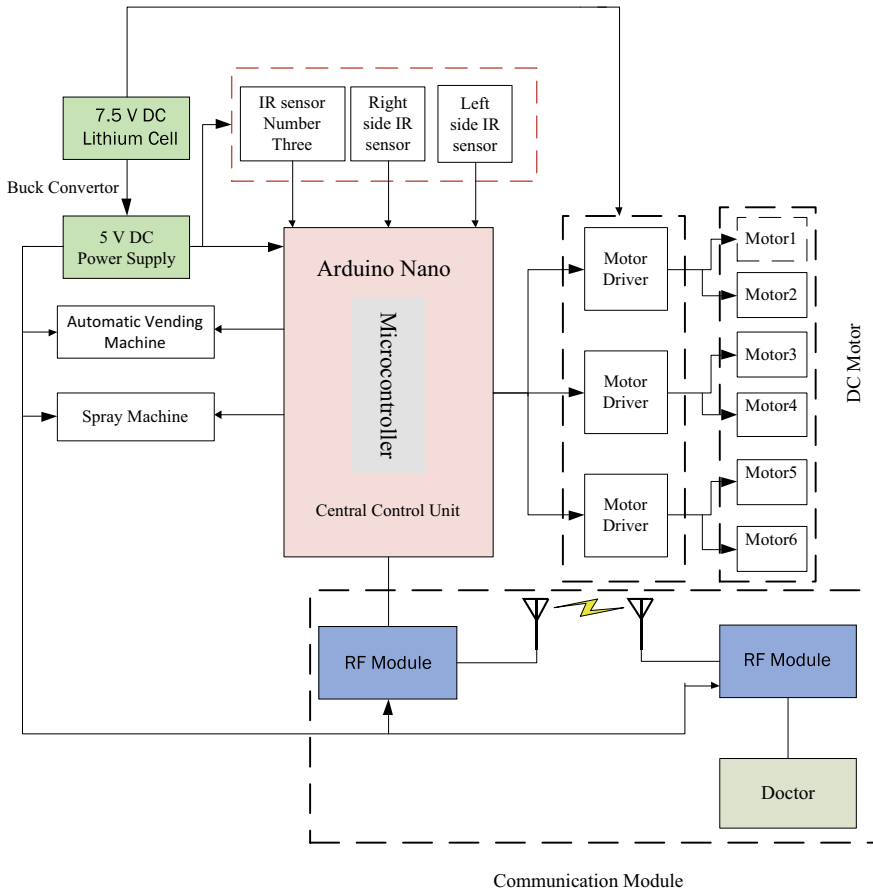 7.5 V DC
Lithium Cell
IR sensor
Number
Three
Right
side IR
sensor
Left
side IR
sensor
Buck Convertor
5 V DC
Power Supply
Automatic Vending
Machine
Spray Machine
Arduino Nano
Microcontroller
Central Control Unit
Motor
Driver
Motor
Driver
Motor
Driver
Motor1
Motor2
Motor3
Motor4
Motor5
Motor6
DC Motor
RF Module
RF Module
Doctor
Communication Module